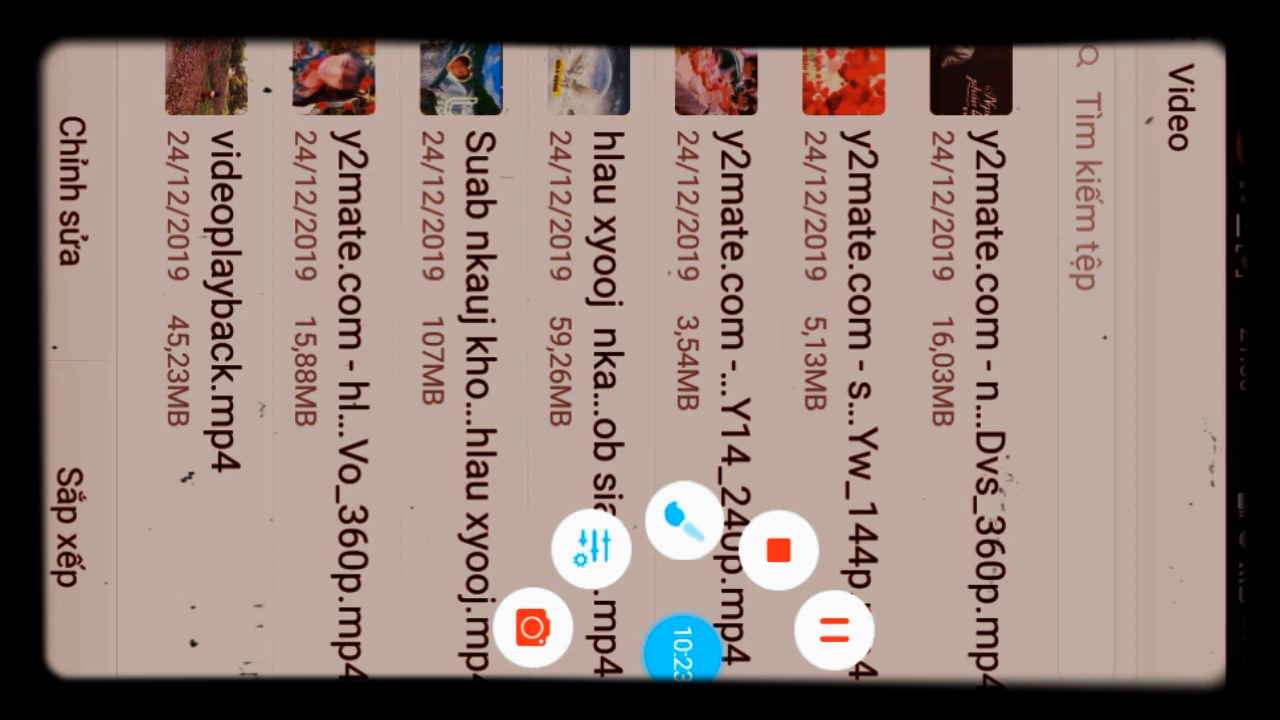 Video
Tìm kiếm tệp
y2mate.com - n...Dvs_360p.mp4
24/12/2019 16,03MB
y2mate.com - s...Yw_144p.mp4
24/12/2019 5,13MB
y2mate.com -...Y14_240p.mp4
24/12/2019 3,54MB
hlau xyooj nka...ob sia .mp4
24/12/2019 59,26MB
Suab nkauj kho...hlau xyooj.mp4
24/12/2019 107MB
y2mate.com - hl...Vo_360p.mp4
24/12/2019 15,88MB
videoplayback.mp4
24/12/2019 45,23MB
10:23
Chỉnh sửa
Sắp xếp